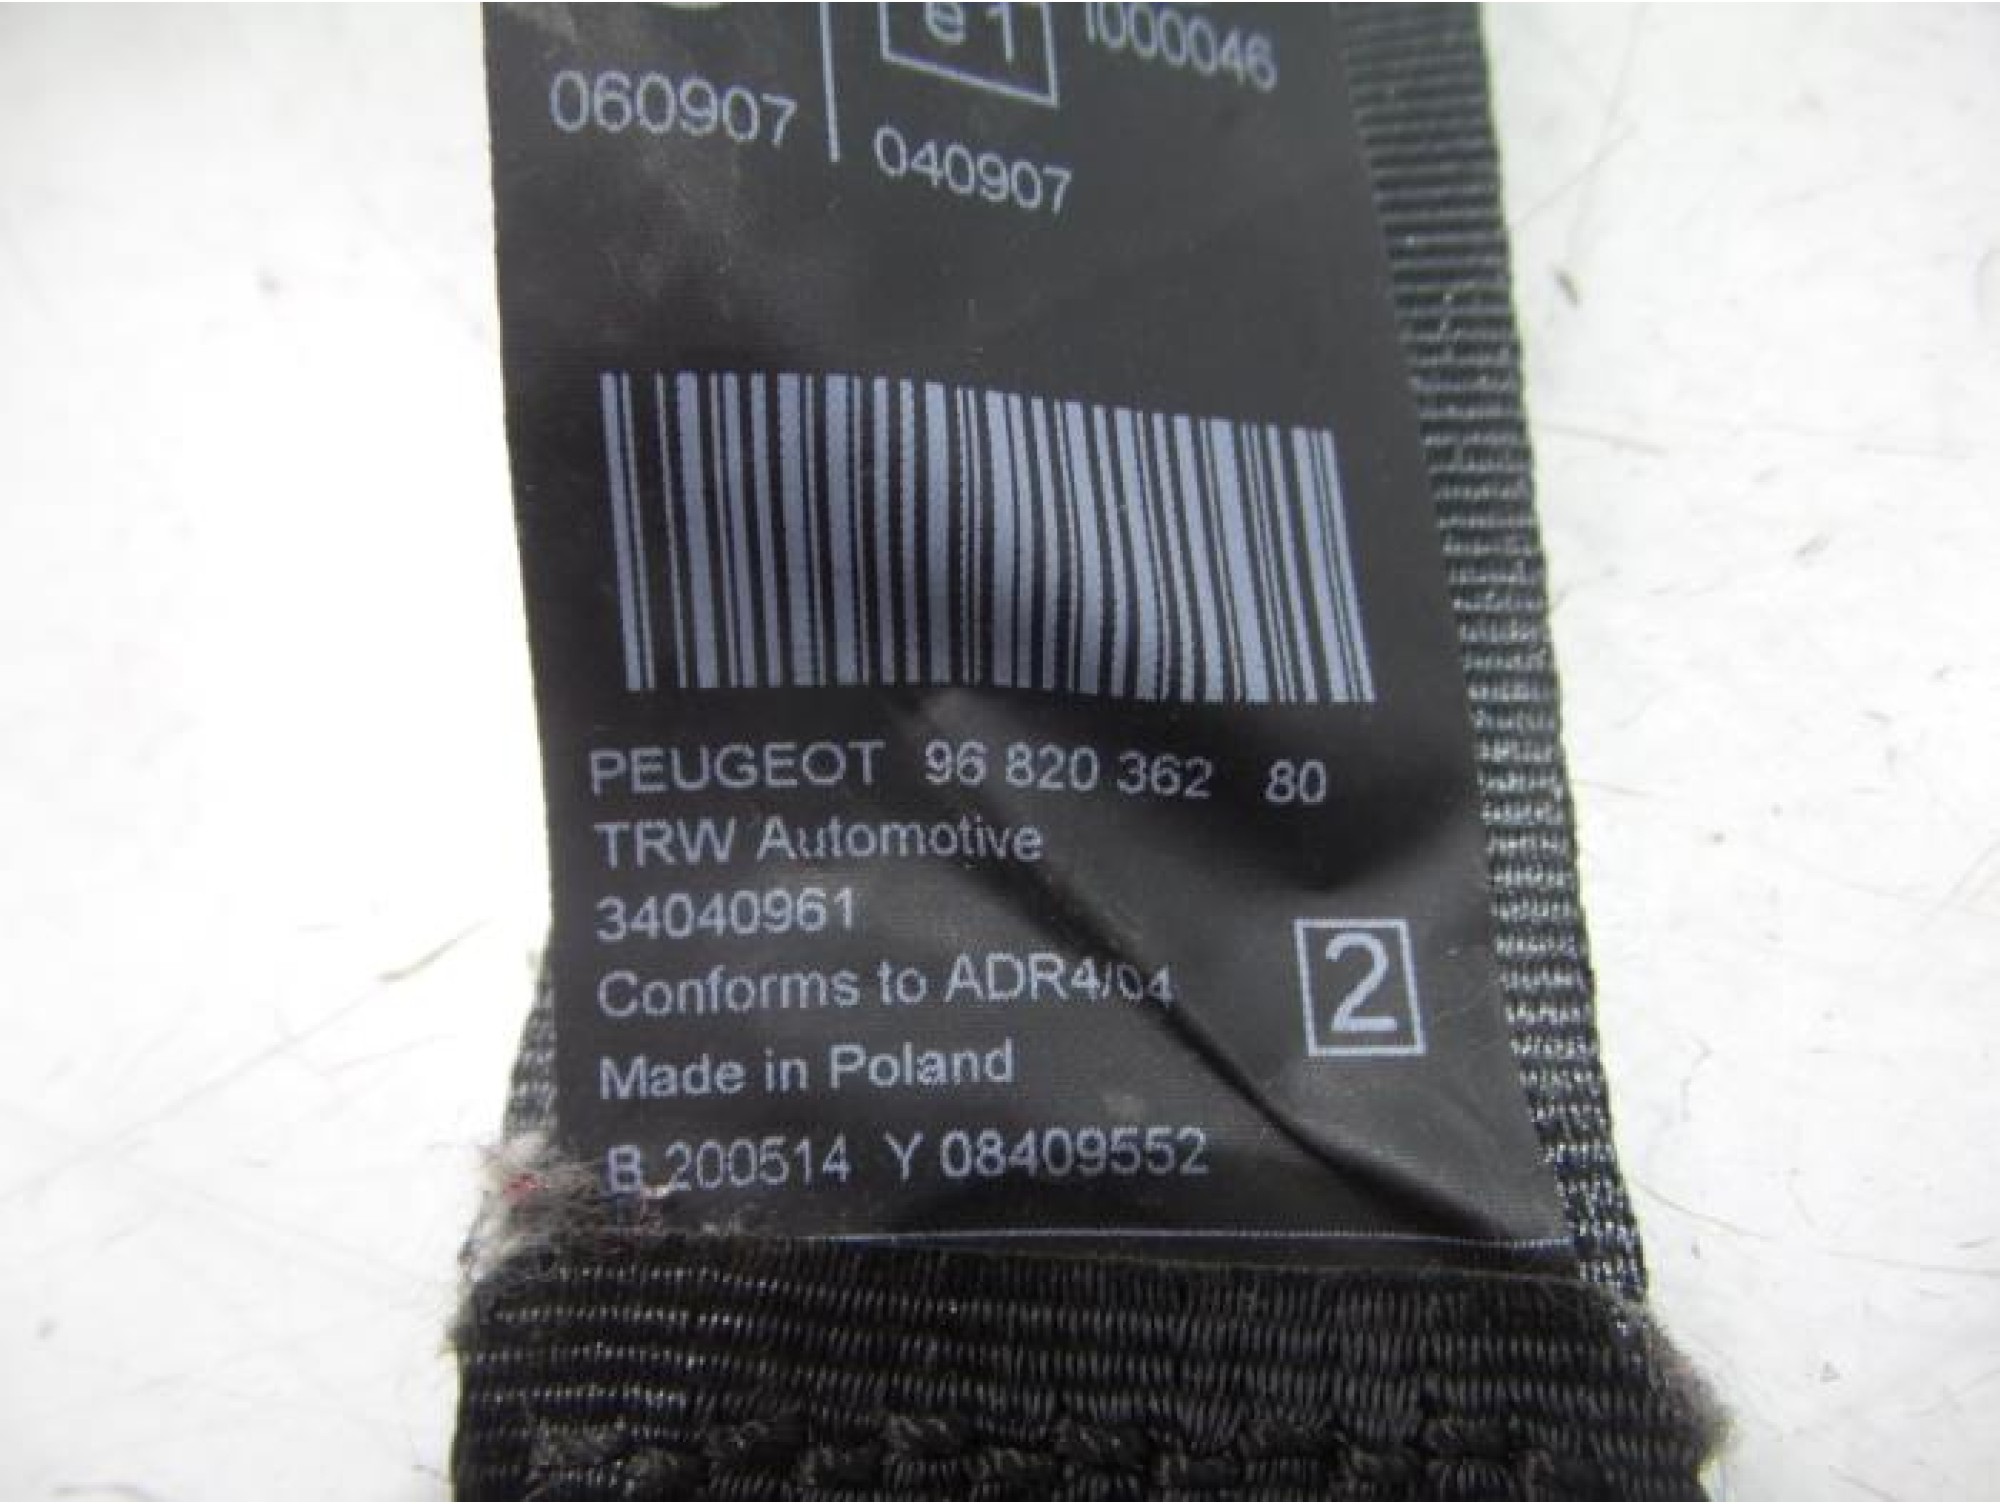 e1 1000046
060907
040907
PEUGEOT 96 820 362 80
TRW Automotive
34040961
Conforms to ADR4/04
2
Made in Poland
B 200514 Y 08409552